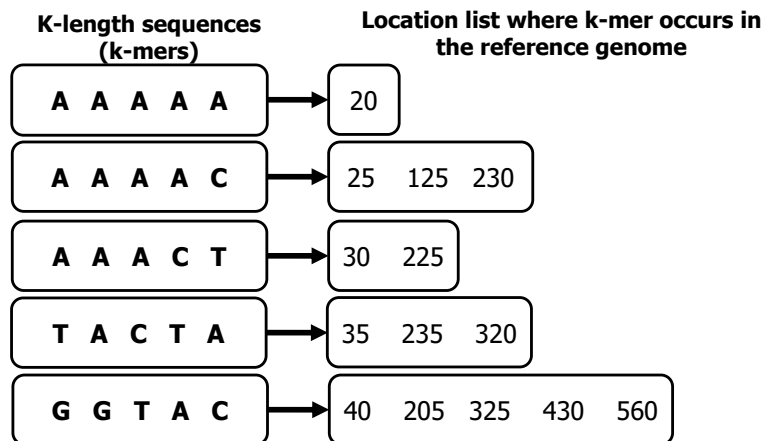 K-length sequences
(k-mers)
Location list where k-mer occurs in
the reference genome
A A A A A 20
A A A A C 25 125 230
A A A C T 30 225
T A C T A 35 235 320
G G T A C 40 205 325 430 560